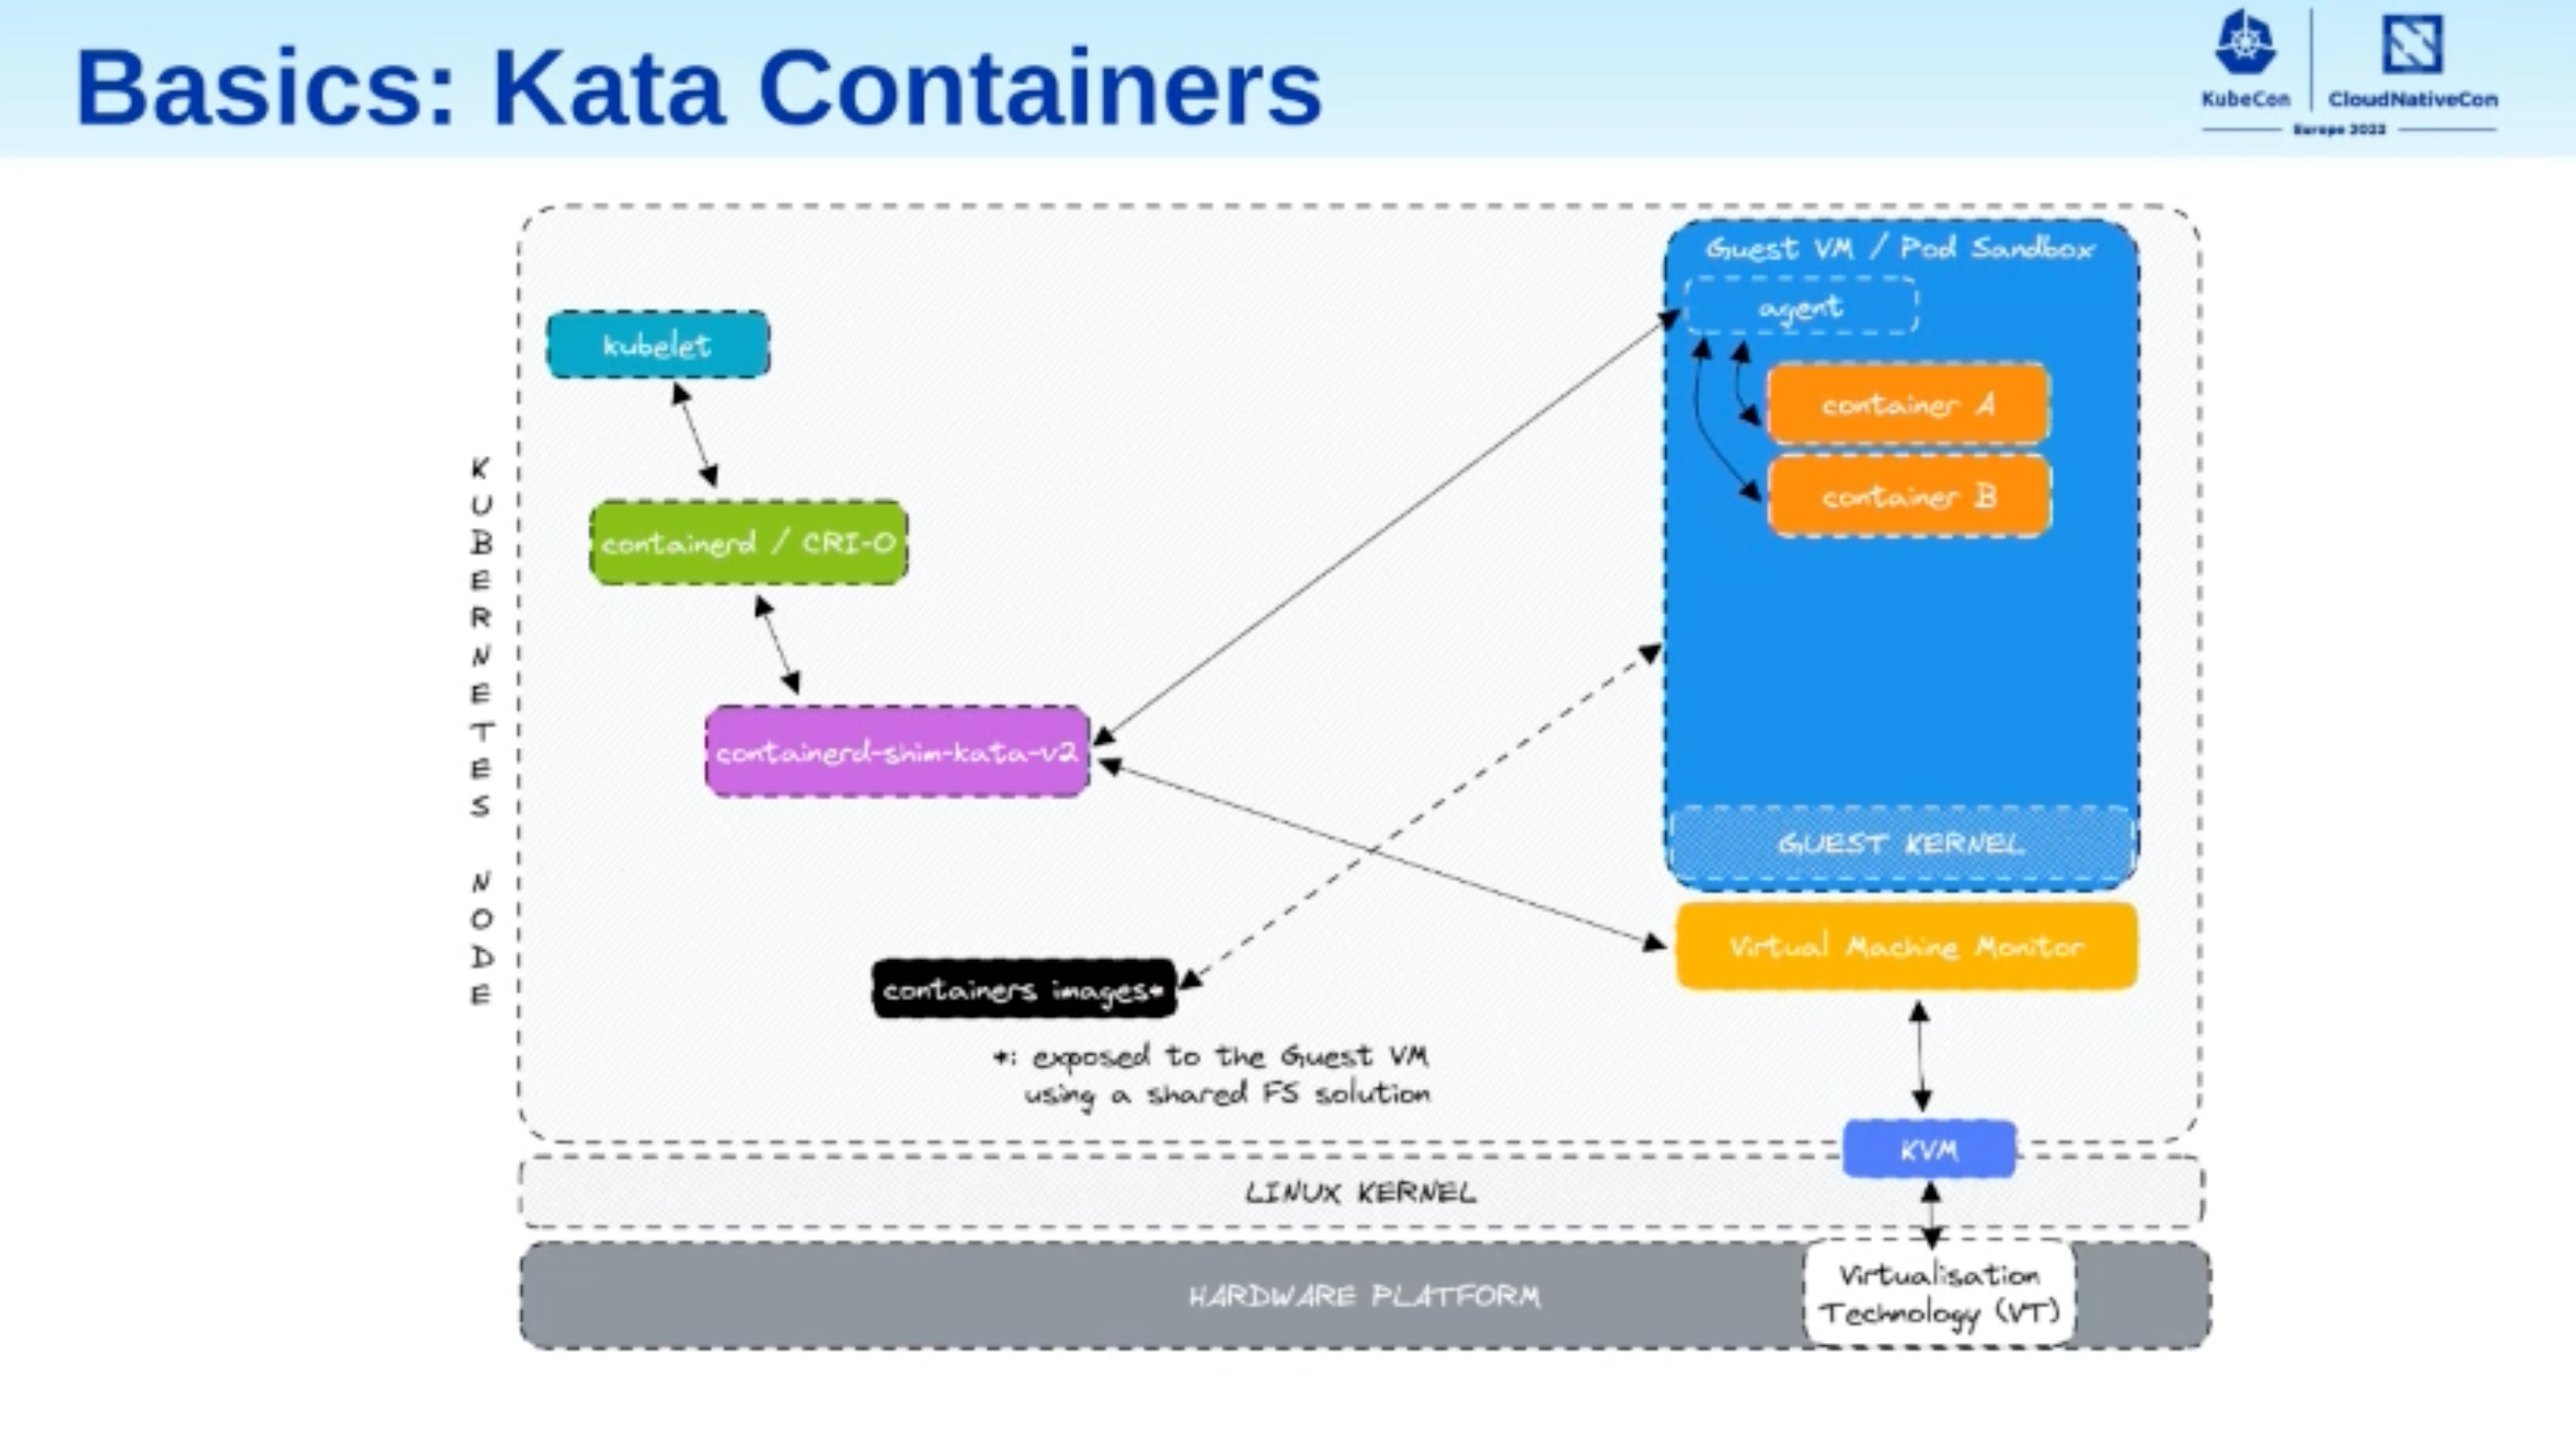 Basics: Kata Containers
KubeCon
CloudNativeCon
Europe 2022
KUBERNETES NODE
Guest VM / Pod Sandbox
agent
kubelet
container A
container B
containerd / CRI-O
containerd-shim-kata-v2
GUEST KERNEL
Virtual Machine Monitor
containers images*
*: exposed to the Guest VM
using a shared FS solution
KVM
LINUX KERNEL
HARDWARE PLATFORM
Virtualisation
Technology (VT)